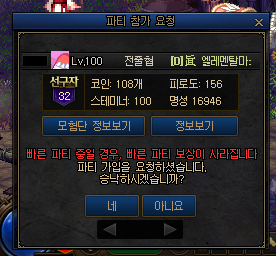 파티 참가 요청
Lv.100 전줄협 [D]眞 엘레멘탈마:
선구자 코인: 108개 피로도: 156
32 스테미너: 100 명성 16946
모험단 정보보기 정보보기
빠른 파티 중일 경우, 빠른 파티 보상이 사라집니다
파티 가입을 요청하셨습니다.
승낙하시겠습니까?
네 아니요